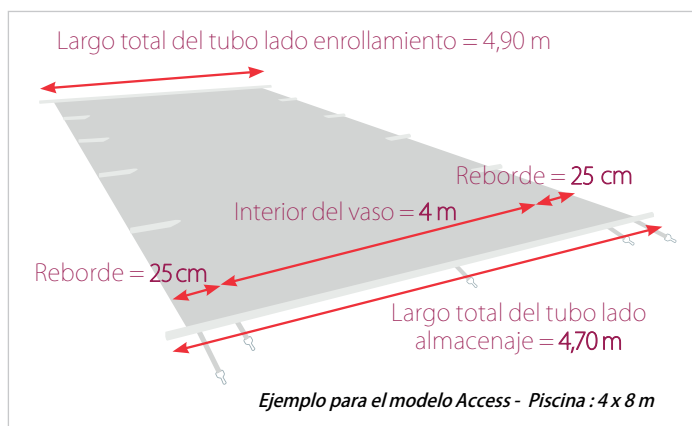 Largo total del tubo lado enrollamiento = 4,90 m
Reborde = 25 cm
Interior del vaso = 4 m
Reborde = 25 cm
Largo total del tubo lado
almacenaje = 4,70 m
Ejemplo para el modelo Access - Piscina : 4 x 8 m